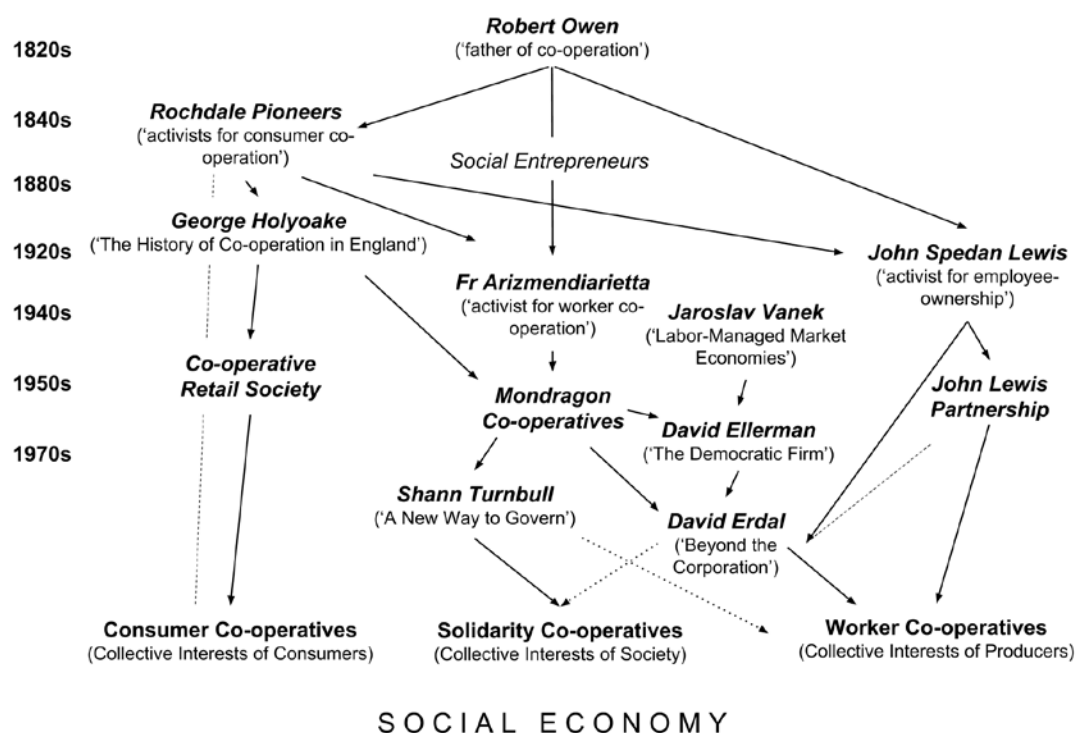 Robert Owen
1820s
('father of co-operation')
Rochdale Pioneers
1840s
('activists for consumer co-
operation')
Social Entrepreneurs
1880s
George Holyoake
('The History of Co-operation in England')
1920s
John Spedan Lewis
('activist for employee-
ownership')
Fr Arizmendiarietta
('activist for worker co-
operation')
1940s
Jaroslav Vanek
('Labor-Managed Market
Economies')
Co-operative
Retail Society
1950s
John Lewis
Partnership
Mondragon
Co-operatives
David Ellerman
('The Democratic Firm')
1970s
Shann Turnbull
('A New Way to Govern')
David Erdal
('Beyond the
Corporation')
Consumer Co-operatives
(Collective Interests of Consumers)
Solidarity Co-operatives
(Collective Interests of Society)
Worker Co-operatives
(Collective Interests of Producers)
SOCIAL ECONOMY